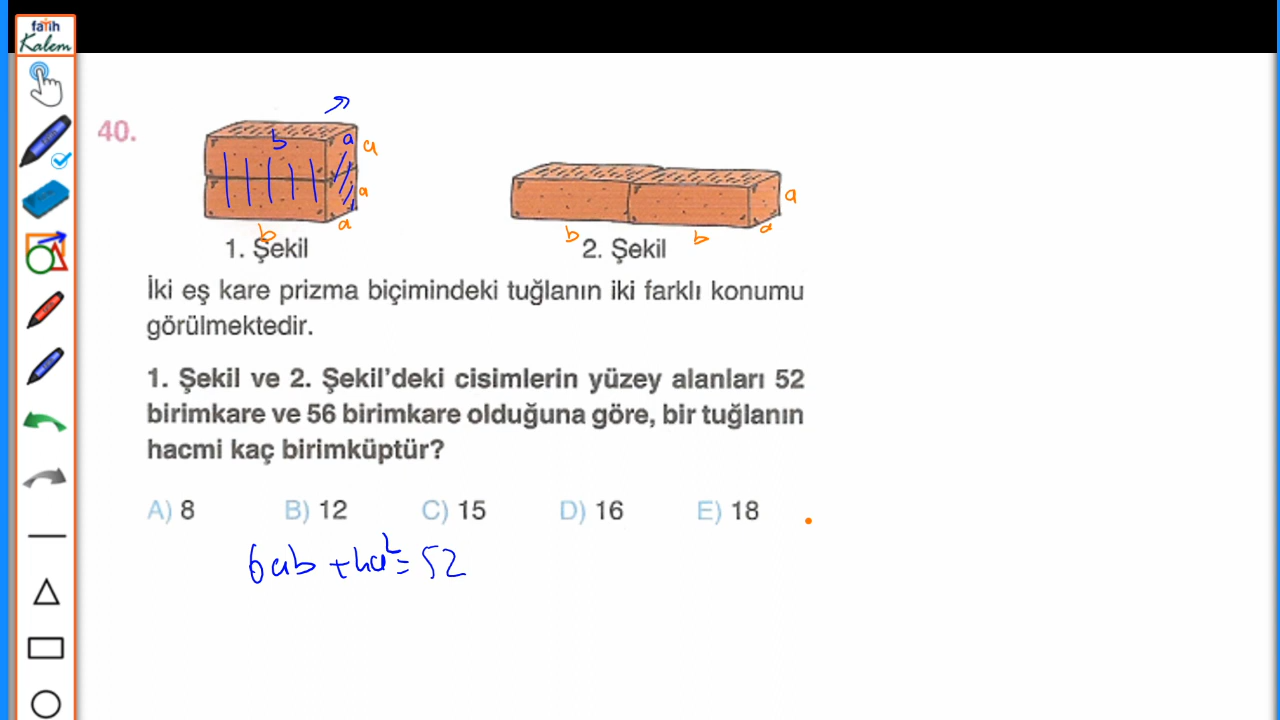 fatih
Kalem
40.
b
a
a
a
a
b
1. Şekil
a
a
b
b
2. Şekil
İki eş kare prizma biçimindeki tuğlanın iki farklı konumu
görülmektedir.
1. Şekil ve 2. Şekil'deki cisimlerin yüzey alanları 52
birimkare ve 56 birimkare olduğuna göre, bir tuğlanın
hacmi kaç birimküptür?
A) 8 B) 12 C) 15 D) 16 E) 18
6ab + 4a² = 52